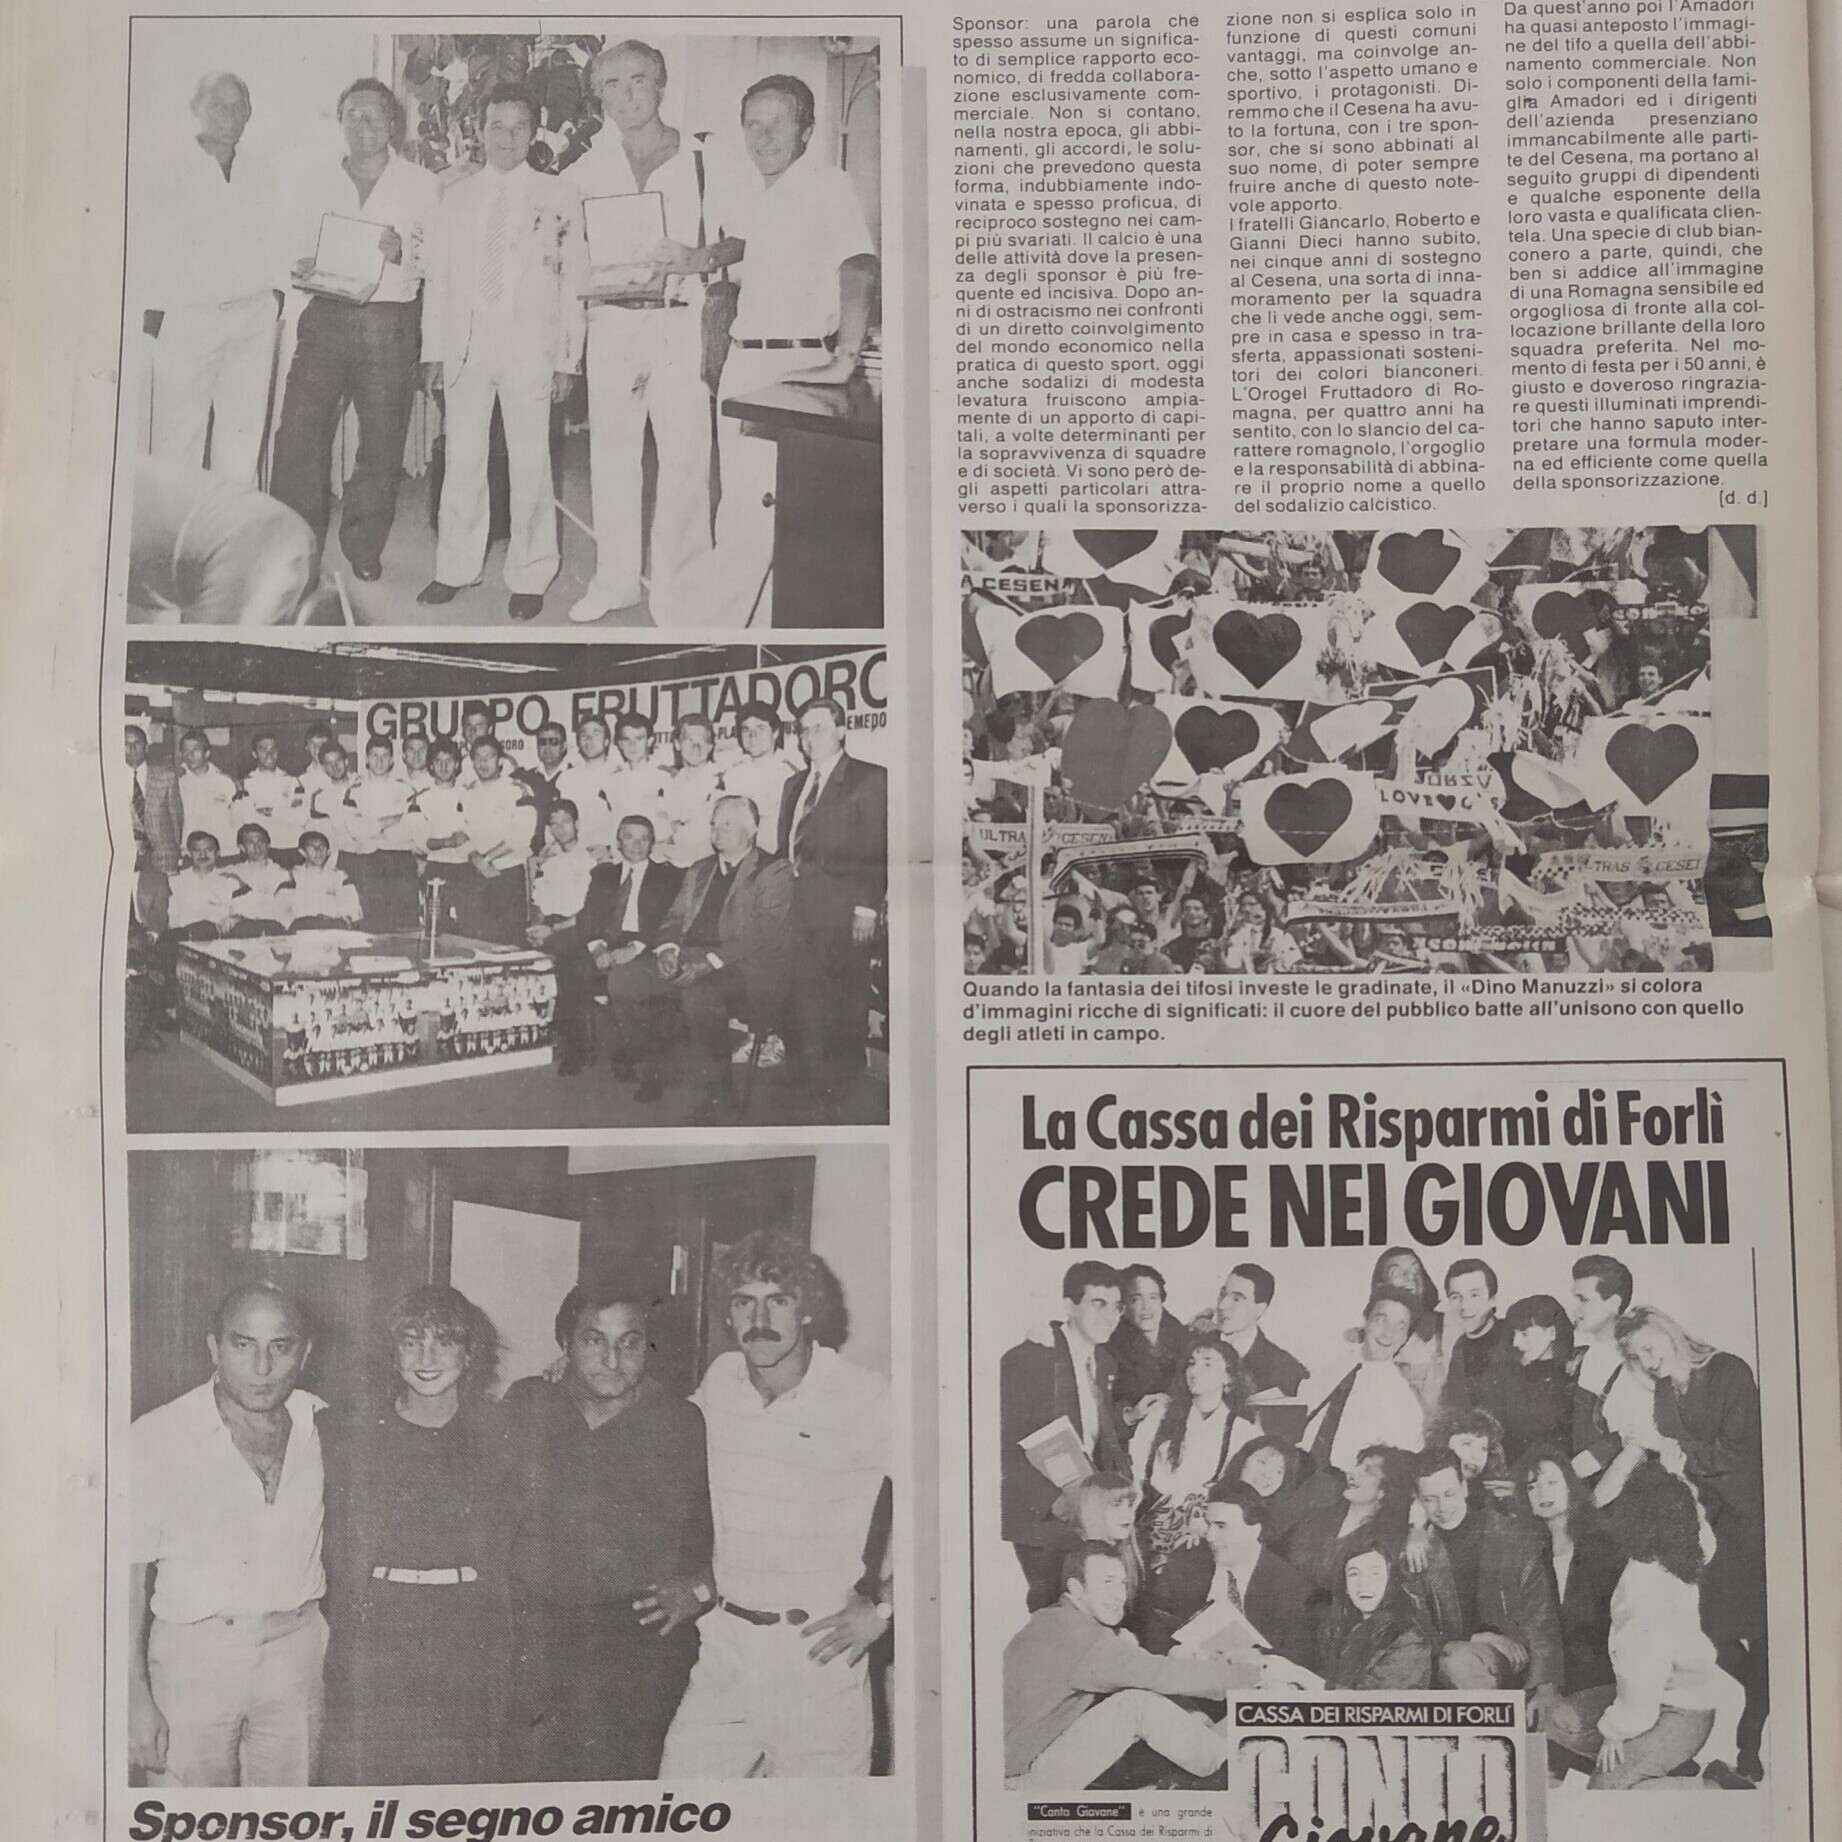 Sponsor: una parola che
spesso assume un significa-
to di semplice rapporto eco-
nomico, di fredda collabora-
zione esclusivamente com-
merciale. Non si contano,
nella nostra epoca, gli abbi-
namenti, gli accordi, le solu-
zioni che prevedono questa
forma, indubbiamente indo-
vinata e spesso proficua, di
reciproco sostegno nei cam-
pi più svariati. Il calcio è una
delle attività dove la presen-
za degli sponsor è più fre-
quente ed incisiva. Dopo an-
ni di ostracismo nei confronti
di un diretto coinvolgimento
del mondo economico nella
pratica di questo sport, oggi
anche sodalizi di modesta
levatura fruiscono ampia-
mente di un apporto di capi-
tali, a volte determinanti per
la sopravvivenza di squadre
e di società. Vi sono però de-
gli aspetti particolari attra-
verso i quali la sponsorizza-
zione non si esplica solo in
funzione di questi comuni
vantaggi, ma coinvolge an-
che, sotto l'aspetto umano e
sportivo, i protagonisti. Di-
remmo che il Cesena ha avu-
to la fortuna, con i tre spon-
sor, che si sono abbinati al
suo nome, di poter sempre
fruire anche di questo note-
vole apporto.
I fratelli Giancarlo, Roberto e
Gianni Dieci hanno subito,
nei cinque anni di sostegno
al Cesena, una sorta di inna-
moramento per la squadra
che li vede anche oggi, sem-
pre in casa e spesso in tra-
sferta, appassionati sosteni-
tori dei colori bianconeri.
L'Orogel Fruttadoro di Ro-
magna, per quattro anni ha
sentito, con lo slancio del ca-
rattere romagnolo, l'orgoglio
e la responsabilità di abbina-
re il proprio nome a quello
del sodalizio calcistico.
Da quest'anno poi l'Amadori
ha quasi anteposto l'immagi-
ne del tifo a quella dell'abbi-
namento commerciale. Non
solo i componenti della fami-
glia Amadori ed i dirigenti
dell'azienda presenziano
immancabilmente alle parti-
te del Cesena, ma portano al
seguito gruppi di dipendenti
e qualche esponente della
loro vasta e qualificata clien-
tela. Una specie di club bian-
conero a parte, quindi, che
ben si addice all'immagine
di una Romagna sensibile ed
orgogliosa di fronte alla col-
locazione brillante della loro
squadra preferita. Nel mo-
mento di festa per i 50 anni, è
giusto e doveroso ringrazia-
re questi illuminati imprendi-
tori che hanno saputo inter-
pretare una formula moder-
na ed efficiente come quella
della sponsorizzazione.
[d. d.]
GRUPPO FRUTTADORO
A CESENA
LOVE
ULTRAS CESENA
ULTRAS CESE
Quando la fantasia dei tifosi investe le gradinate, il «Dino Manuzzi» si colora
d'immagini ricche di significati: il cuore del pubblico batte all'unisono con quello
degli atleti in campo.
Sponsor, il segno amico
La Cassa dei Risparmi di Forlì
CREDE NEI GIOVANI
CASSA DEI RISPARMI DI FORLÌ
CONTO
Giovane
"Conto Giovane" è una grande
iniziativa che la Cassa dei Risparmi di